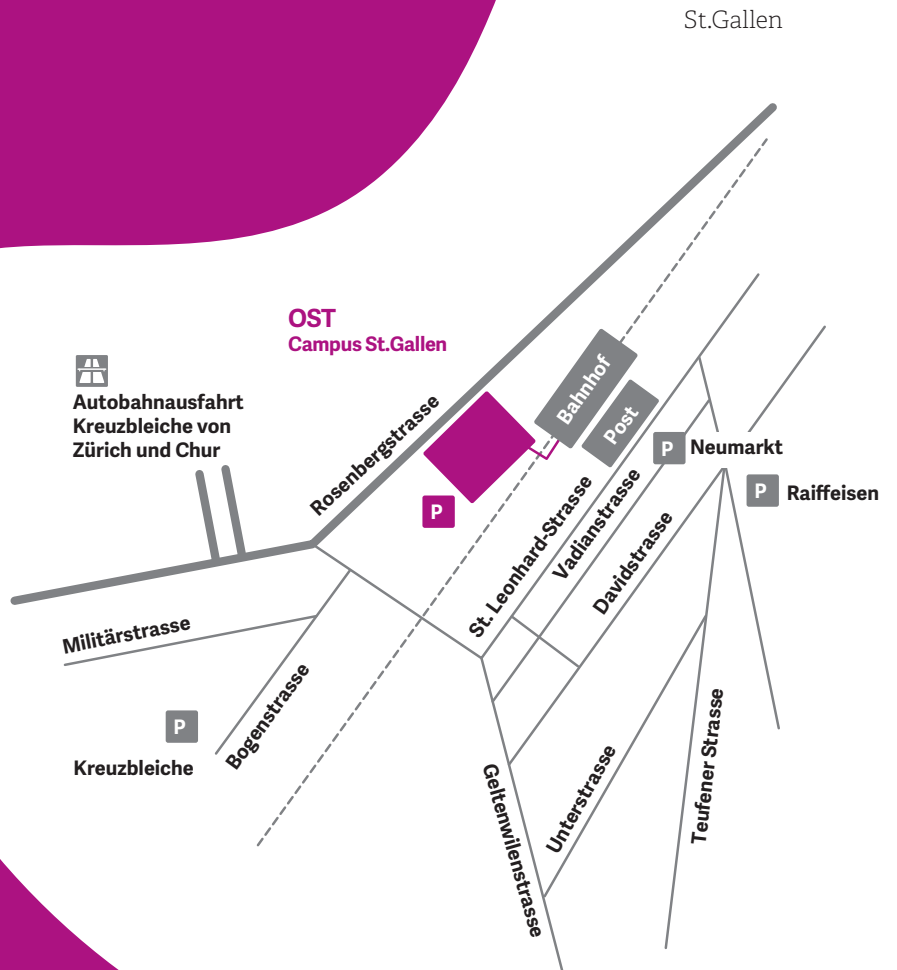 St.Gallen
OST
Campus St.Gallen
Autobahnausfahrt
Kreuzbleiche von
Zürich und Chur
Rosenbergstrasse
Bahnhof
Post
P
P
Neumarkt
P
Raiffeisen
St. Leonhard-Strasse
Vadianstrasse
Davidstrasse
Militärstrasse
Bogenstrasse
P
Kreuzbleiche
Geltenwilenstrasse
Unterstrasse
Teufener Strasse